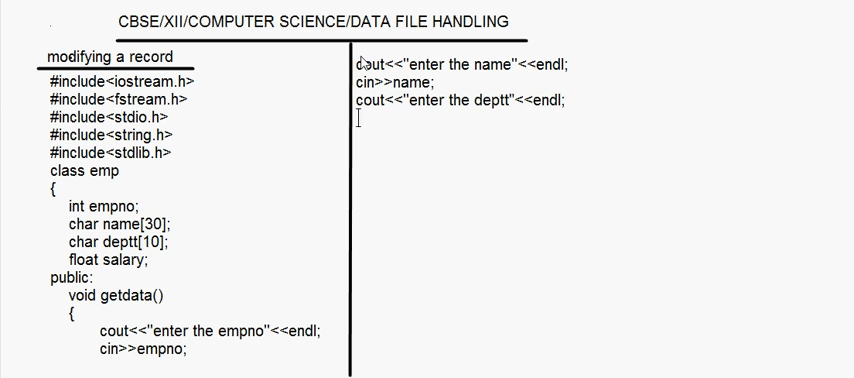 CBSE/XII/COMPUTER SCIENCE/DATA FILE HANDLING
modifying a record
#include<iostream.h>
#include<fstream.h>
#include<stdio.h>
#include<string.h>
#include<stdlib.h>
class emp
{
int empno;
char name[30];
char deptt[10];
float salary;
public:
void getdata()
{
cout<<"enter the empno"<<endl;
cin>>empno;
cout<<"enter the name"<<endl;
cin>>name;
cout<<"enter the deptt"<<endl;